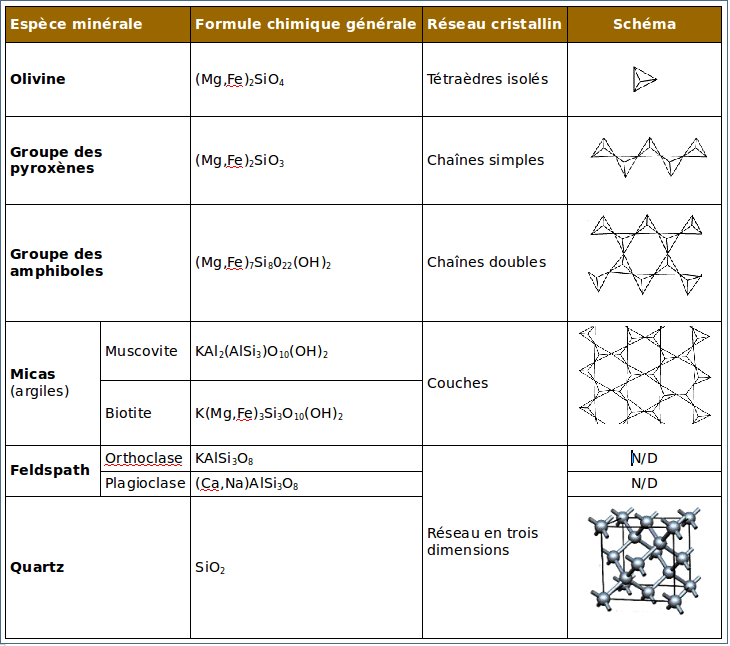 Espèce minérale Formule chimique générale Réseau cristallin Schéma
Olivine (Mg,Fe)₂SiO₄ Tétraèdres isolés
Groupe des
pyroxènes
(Mg,Fe)₂SiO₃ Chaînes simples
Groupe des
amphiboles
(Mg,Fe)₇Si₈0₂₂(OH)₂ Chaînes doubles
Micas
(argiles)
Muscovite KAl₂(AlSi₃)O₁₀(OH)₂
Couches
Biotite K(Mg,Fe)₃Si₃O₁₀(OH)₂
Feldspath
Orthoclase KAlSi₃O₈ N/D
Plagioclase (Ca,Na)AlSi₃O₈ N/D
Réseau en trois
dimensions
Quartz SiO₂